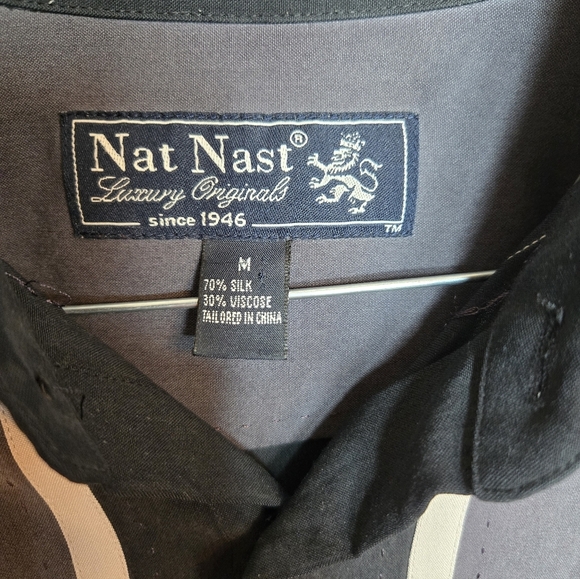 Nat Nast®
Luxury Originals
since 1946
TM
M
70% SILK
30% VISCOSE
TAILORED IN CHINA